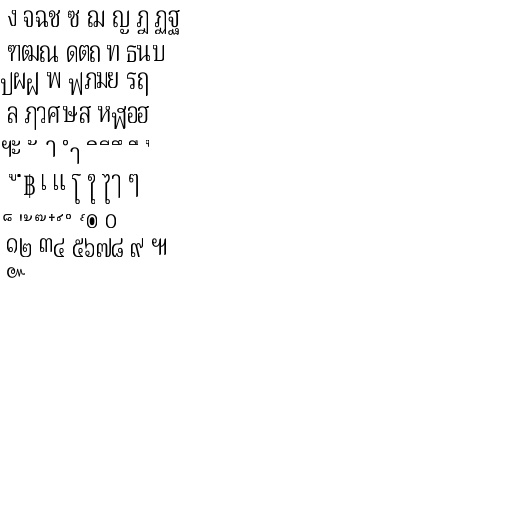 ง จฉช ซ ฌ ญ ฎ ฏฐ
ฑฒณ ดตถ ท ธนบ
ปผฝ พ ฟภมย รฤ
ล ฦวศษส หฬอฮ
ฯะ ั า ำ ิีึื ุ
ฺ฿ เ แ โ ใ ไๅ ๆ
็ ่้๊๋์ํ ๎๏ ๐
๑๒ ๓๔ ๕๖๗๘ ๙ ๚
๛